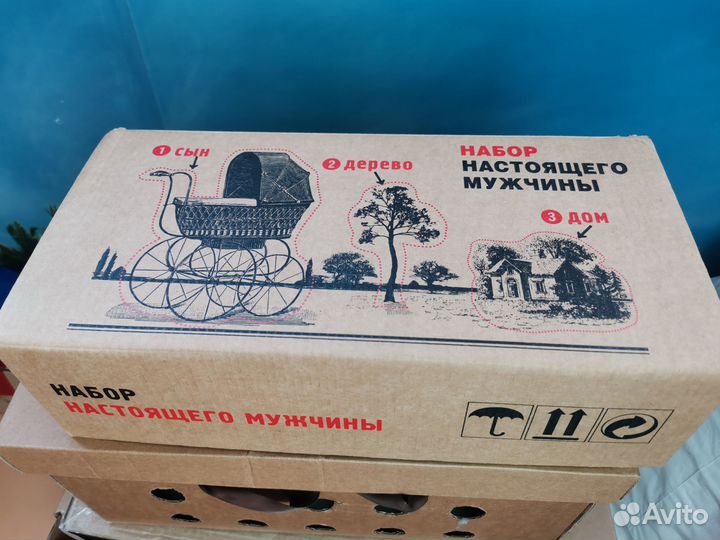 1 сын
2 дерево
НАБОР
НАСТОЯЩЕГО
МУЖЧИНЫ
3 дом
НАБОР
НАСТОЯЩЕГО МУЖЧИНЫ
Avito